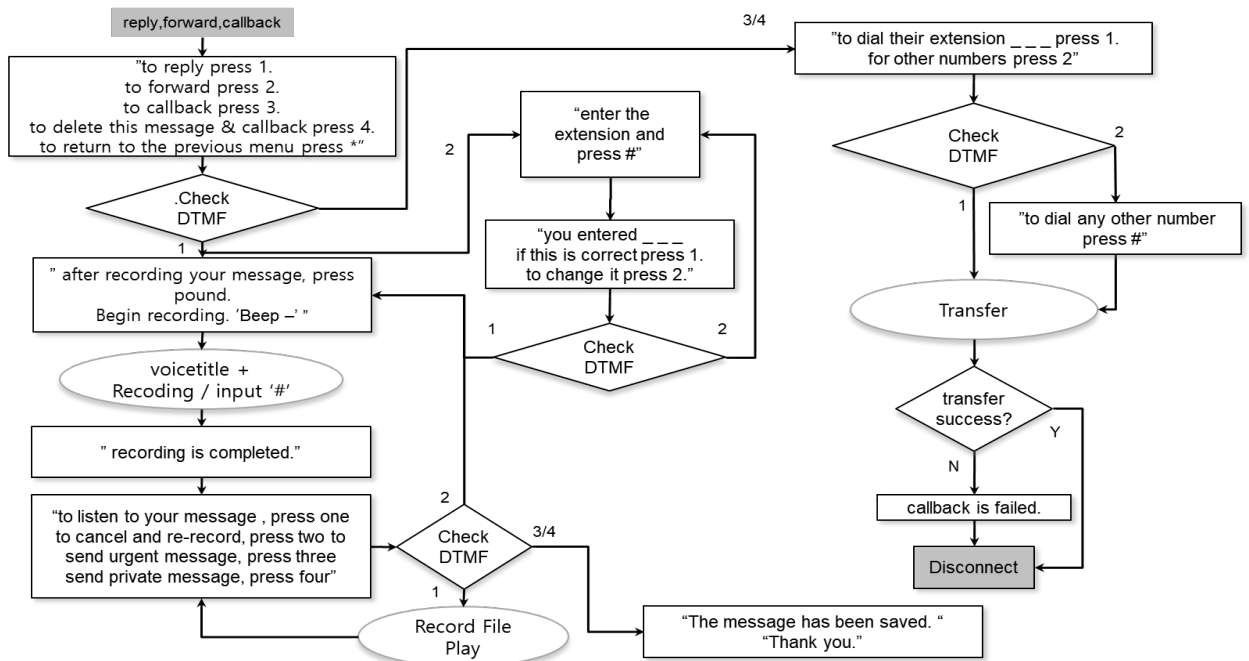 reply,forward,callback
”to reply press 1.
to forward press 2.
to callback press 3.
to delete this message & callback press 4.
to return to the previous menu press *”
.Check
DTMF
1
2
3/4
” after recording your message, press
pound.
Begin recording. ‘Beep –’ ”
voicetitle +
Recoding / input ‘#‘
” recording is completed.”
“to listen to your message , press one
to cancel and re-record, press two to
send urgent message, press three
send private message, press four”
Check
DTMF
2
3/4
1
Record File
Play
“The message has been saved. “
“Thank you.”
“enter the
extension and
press #”
“you entered _ _ _
if this is correct press 1.
to change it press 2.”
Check
DTMF
1
2
”to dial their extension _ _ _ press 1.
for other numbers press 2”
Check
DTMF
2
1
”to dial any other number
press #”
Transfer
transfer
success?
Y
N
callback is failed.
Disconnect